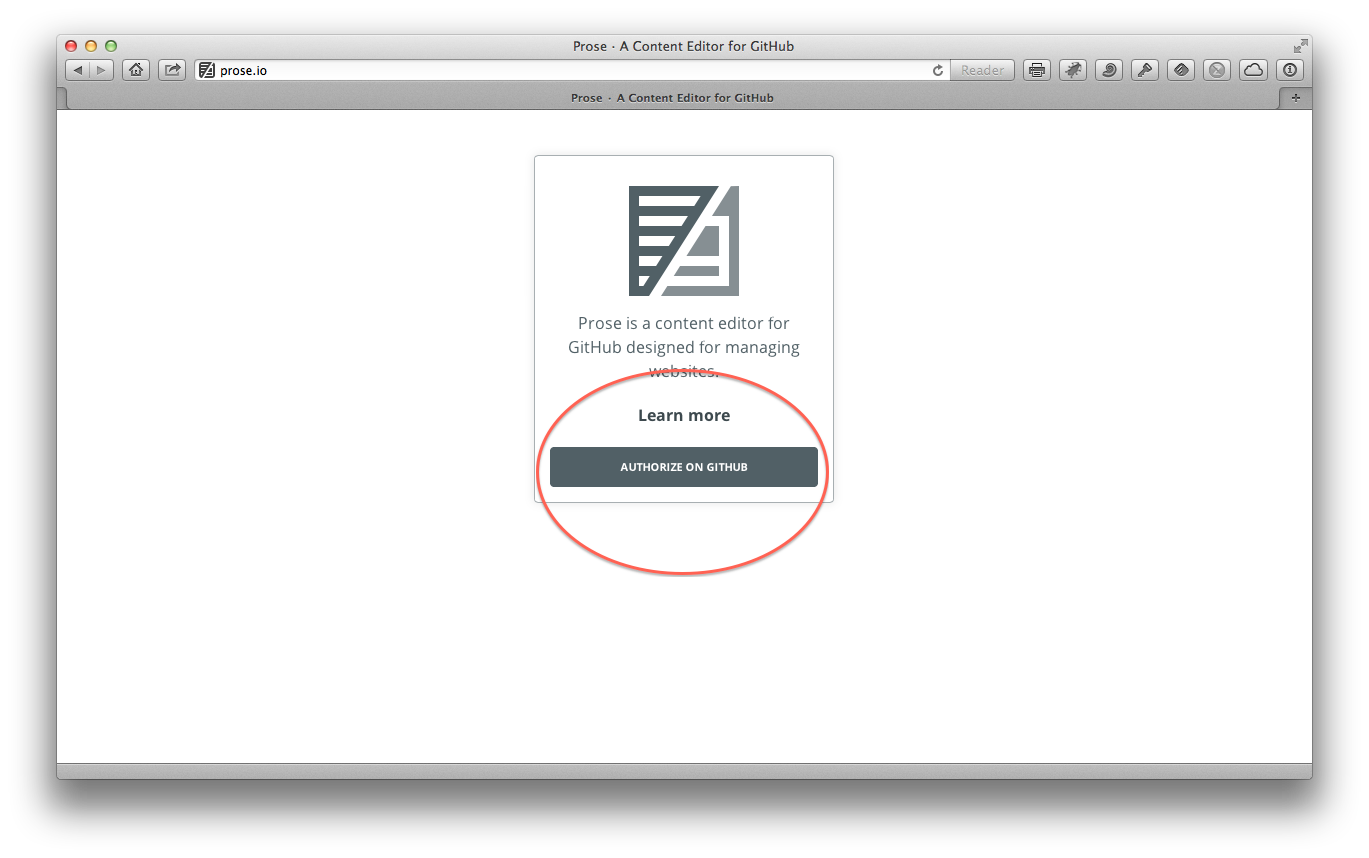 Prose · A Content Editor for GitHub
prose.io
Reader
Prose · A Content Editor for GitHub
Prose is a content editor for
GitHub designed for managing
websites.
Learn more
AUTHORIZE ON GITHUB